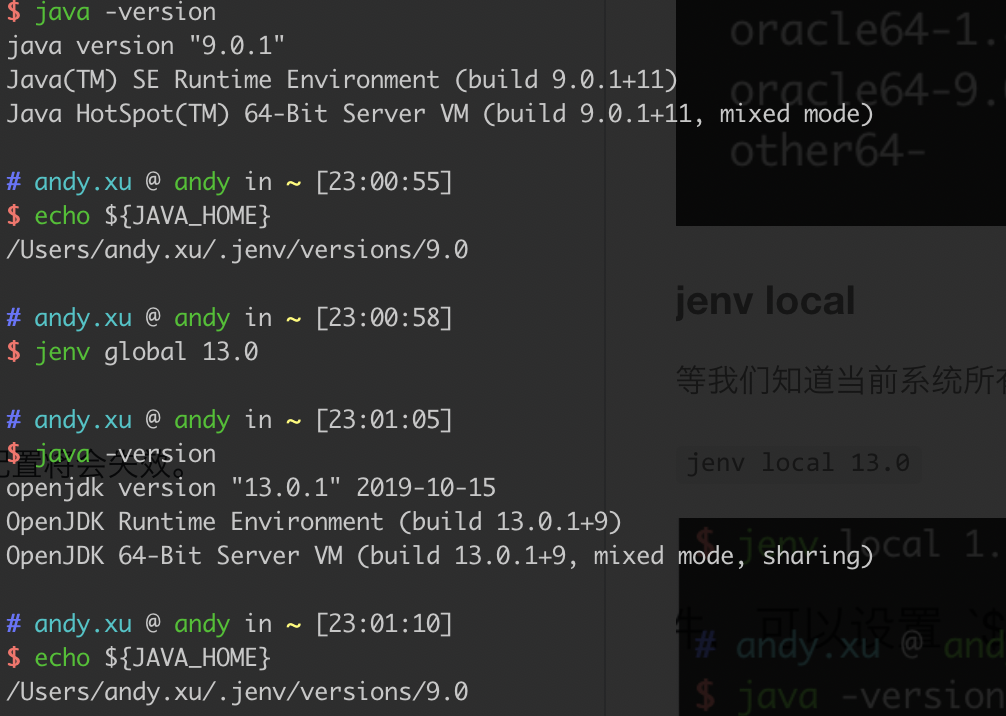 $ java -version
java version "9.0.1"
Java(TM) SE Runtime Environment (build 9.0.1+11)
Java HotSpot(TM) 64-Bit Server VM (build 9.0.1+11, mixed mode)
# andy.xu @ andy in ~ [23:00:55]
$ echo ${JAVA_HOME}
/Users/andy.xu/.jenv/versions/9.0
# andy.xu @ andy in ~ [23:00:58]
$ jenv global 13.0
# andy.xu @ andy in ~ [23:01:05]
$ java -version
openjdk version "13.0.1" 2019-10-15
OpenJDK Runtime Environment (build 13.0.1+9)
OpenJDK 64-Bit Server VM (build 13.0.1+9, mixed mode, sharing)
# andy.xu @ andy in ~ [23:01:10]
$ echo ${JAVA_HOME}
/Users/andy.xu/.jenv/versions/9.0
置将会失效。
oracle64-1.
oracle64-9.
other64-
jenv local
等我们知道当前系统所
jenv local 13.0
$ jenv local 1.
可以设置 `$
# andy.xu @ and
$ java -version